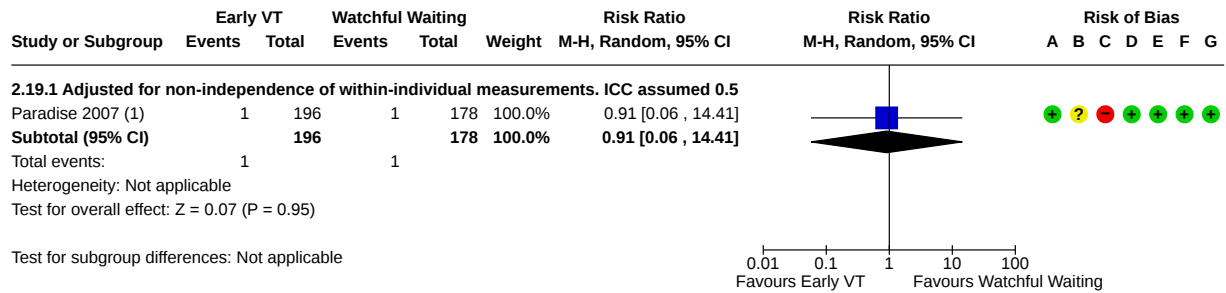 Early VT Watchful Waiting Risk Ratio Risk Ratio Risk of Bias
Study or Subgroup Events Total Events Total Weight M-H, Random, 95% CI M-H, Random, 95% CI A B C D E F G
2.19.1 Adjusted for non-independence of within-individual measurements. ICC assumed 0.5
Paradise 2007 (1) 1 196 1 178 100.0% 0.91 [0.06 , 14.41] + ? − + + + +
Subtotal (95% CI) 196 178 100.0% 0.91 [0.06 , 14.41]
Total events: 1 1
Heterogeneity: Not applicable
Test for overall effect: Z = 0.07 (P = 0.95)
Test for subgroup differences: Not applicable
0.01 0.1 1 10 100
Favours Early VT Favours Watchful Waiting